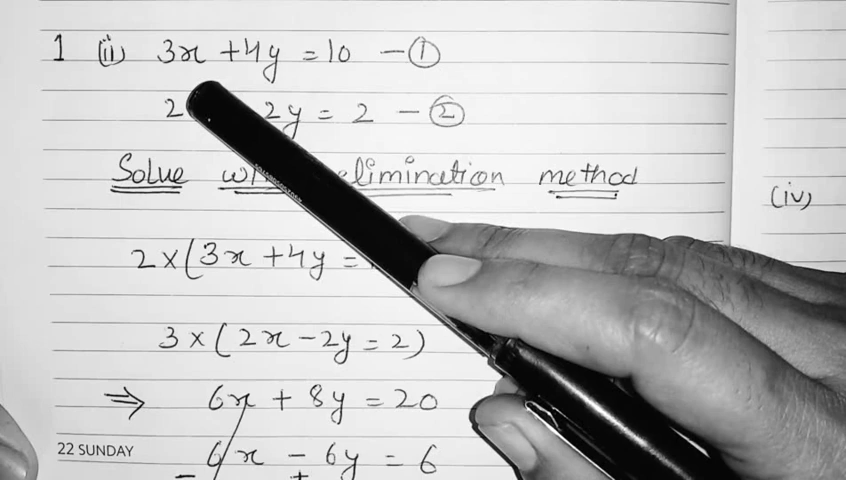 1 (ii) 3x + 4y = 10 — ①
2 2y = 2 — ②
Solve elimination method
(iv)
2 × (3x + 4y =
3 × (2x - 2y = 2)
⇒ 6x + 8y = 20
22 SUNDAY 6x - 6y = 6
- +